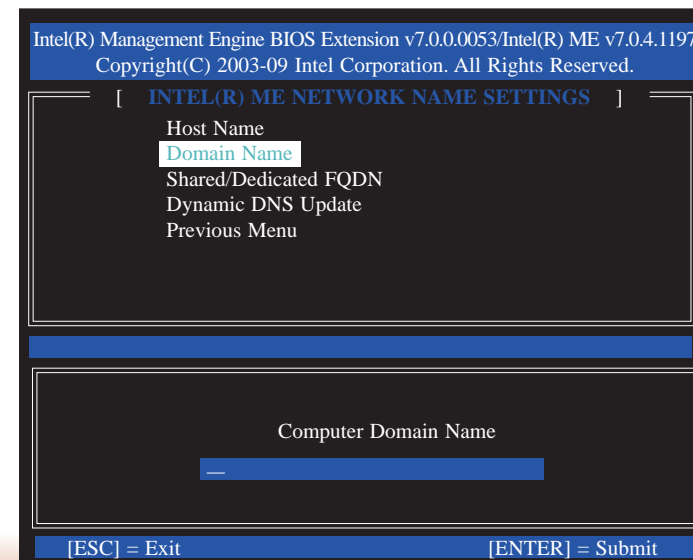 Intel(R) Management Engine BIOS Extension v7.0.0.0053/Intel(R) ME v7.0.4.1197
Copyright(C) 2003-09 Intel Corporation. All Rights Reserved.
[ INTEL(R) ME NETWORK NAME SETTINGS ]
Host Name
Domain Name
Shared/Dedicated FQDN
Dynamic DNS Update
Previous Menu
Computer Domain Name
[ESC] = Exit [ENTER] = Submit